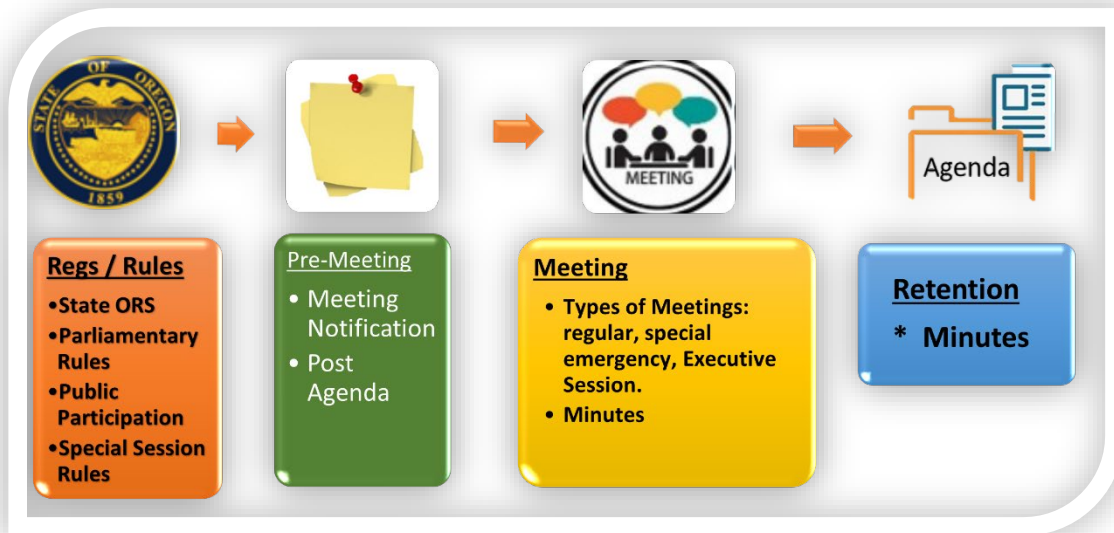 STATE OF OREGON
1859
MEETING
Agenda
Regs / Rules
•State ORS
•Parliamentary
Rules
•Public
Participation
•Special Session
Rules
Pre-Meeting
• Meeting
Notification
• Post
Agenda
Meeting
• Types of Meetings:
regular, special
emergency, Executive
Session.
• Minutes
Retention
* Minutes